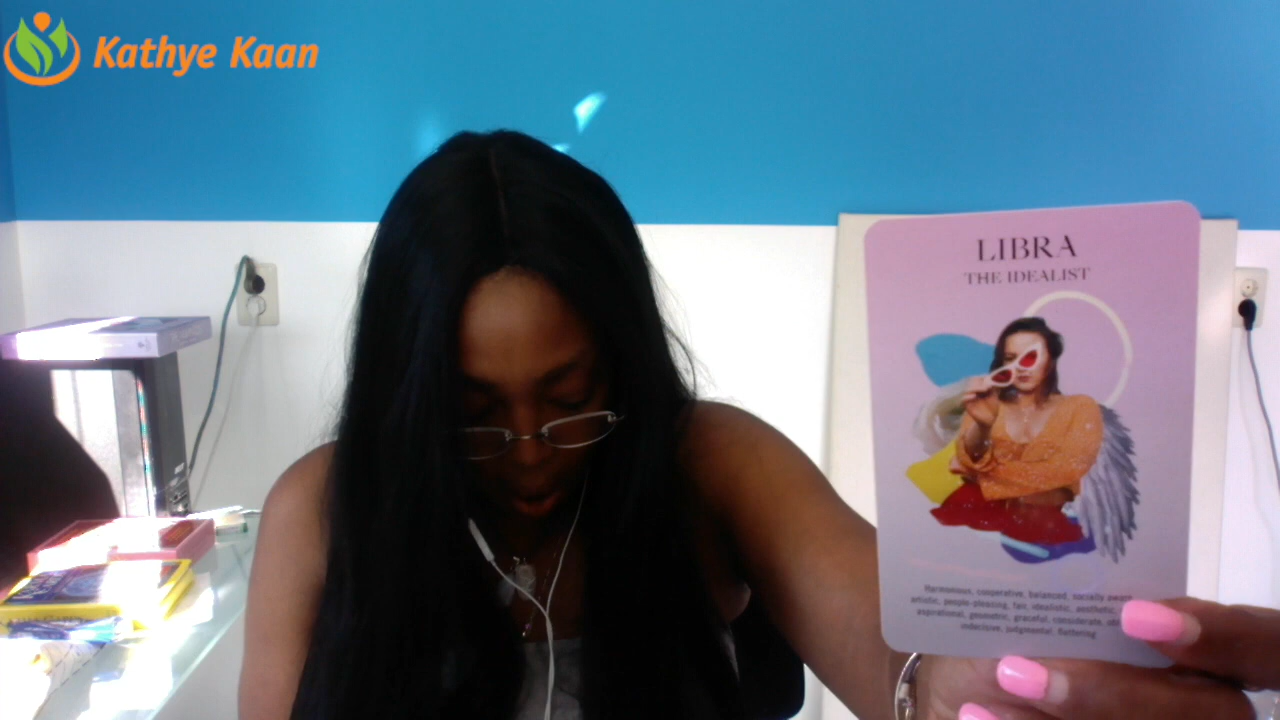 Kathye Kaan
LIBRA
THE IDEALIST
Harmonious, cooperative, balanced, socially aware,
artistic, people-pleasing, fair, idealistic, aesthetic,
aspirational, geometric, graceful, considerate,
indecisive, judgmental, flattering